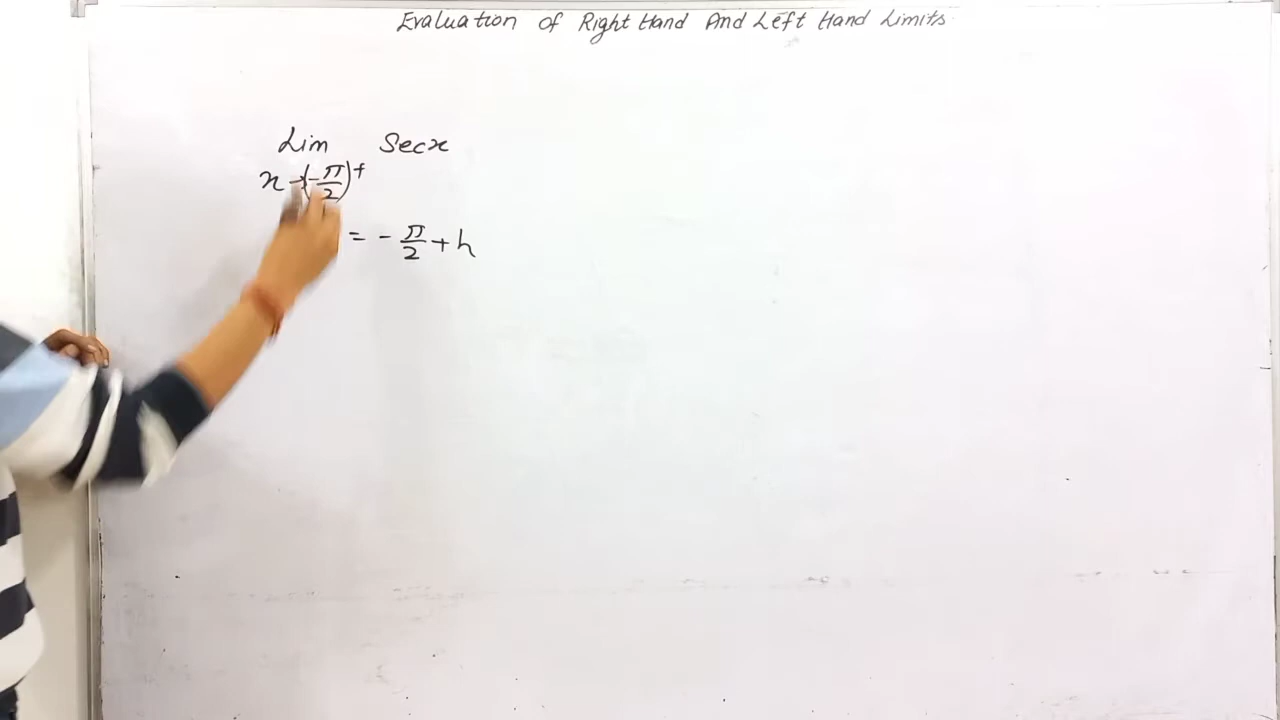 Evaluation of Right Hand And Left Hand Limits
Lim Secx
x→(-π/2)⁺
= - π/2 + h